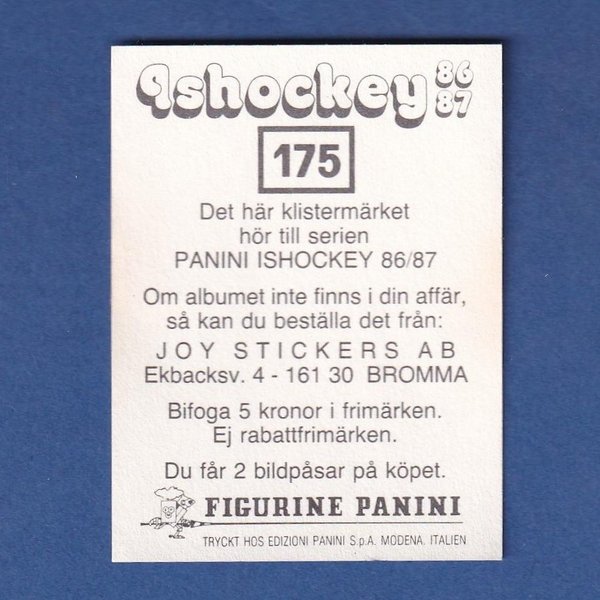 Ishockey 86
87
175
Det här klistermärket
hör till serien
PANINI ISHOCKEY 86/87
Om albumet inte finns i din affär,
så kan du beställa det från:
JOY STICKERS AB
Ekbacksv. 4 - 161 30 BROMMA
Bifoga 5 kronor i frimärken.
Ej rabattfrimärken.
Du får 2 bildpåsar på köpet.
FIGURINE PANINI
TRYCKT HOS EDIZIONI PANINI S.p.A. MODENA. ITALIEN